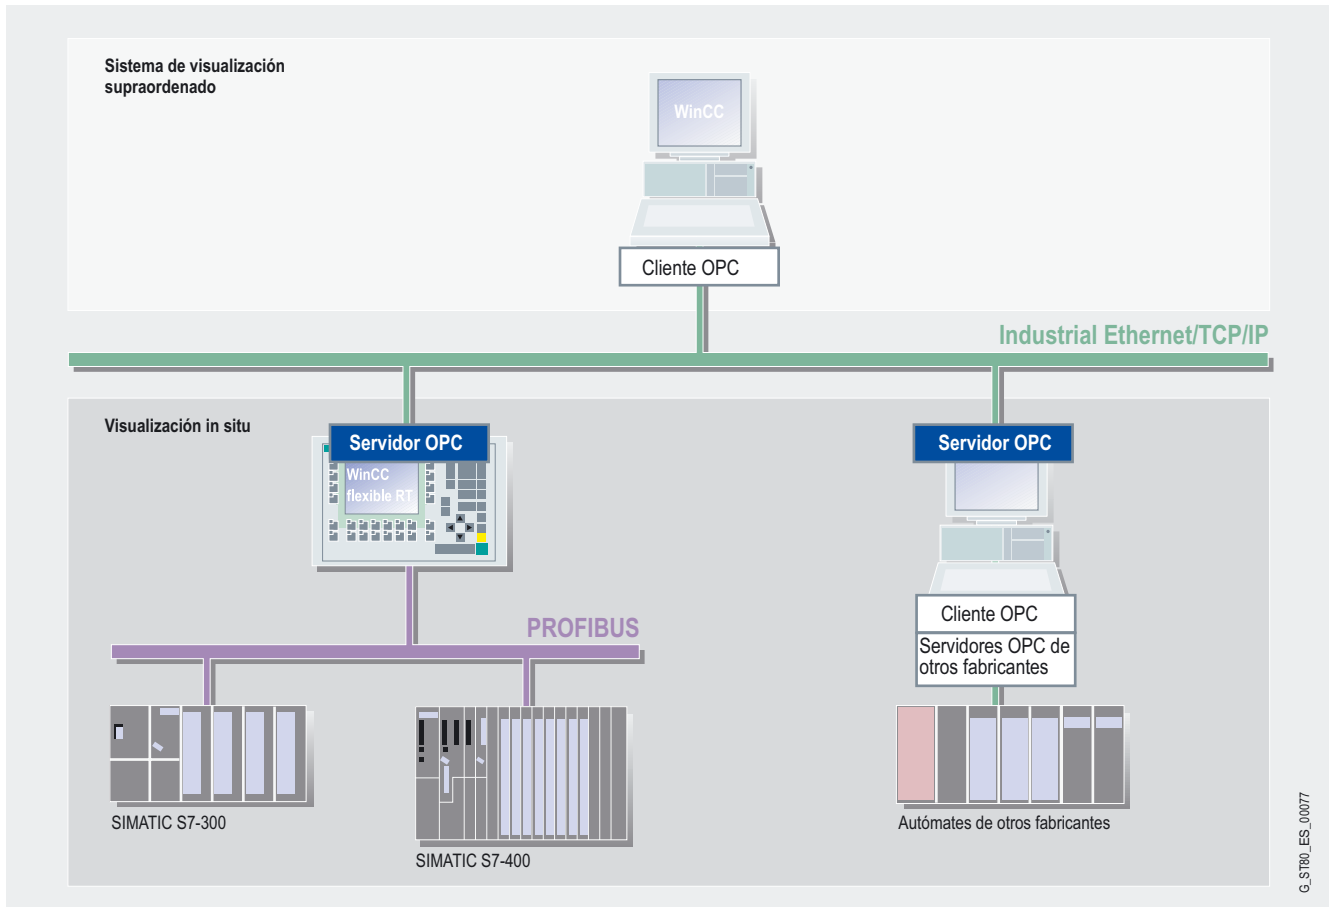 Sistema de visualización
supraordenado
WinCC
Cliente OPC
Industrial Ethernet/TCP/IP
Visualización in situ
Servidor OPC
WinCC
flexible RT
Servidor OPC
Cliente OPC
Servidores OPC de
otros fabricantes
PROFIBUS
SIMATIC S7-300
SIMATIC S7-400
Autómates de otros fabricantes
G_ST80_ES_00077